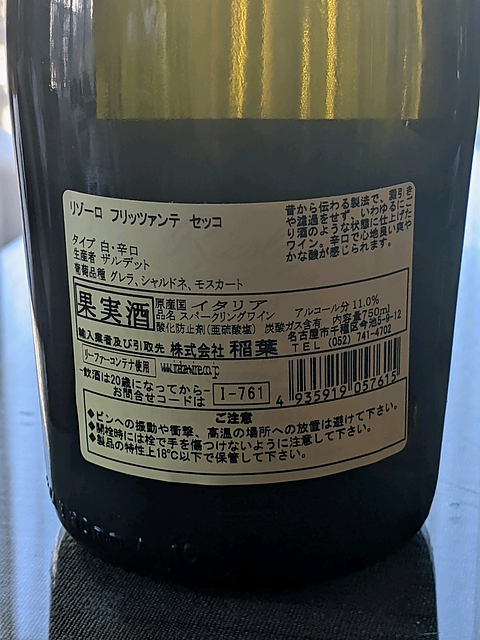 リゾーロ フリッツァンテ セッコ
タイプ 白・辛口
生産者 ザルデット
葡萄品種 グレラ、シャルドネ、モスカート
昔から伝わる製法で、澱引
や濾過をせず、いわゆるにご
り酒のような状態に仕上げた
ワイン。辛口で心地良い爽や
かな酸が感じられます。
果実酒
原産国 イタリア
アルコール分 11.0%
品名 スパークリングワイン
内容量750ml
酸化防止剤(亜硫酸塩) 炭酸ガス含有
輸入業者及び引取先 株式会社 稲葉
名古屋市千種区今池5-9-12
TEL (052) 741-4702
リーファーコンテナ使用
飲酒は20歳になってから
お問合せコードは
I-761
4 935919 057615
ご注意
◆ビンへの振動や衝撃、高温の場所への放置は避けて下さい。
◆開栓時には栓で手を傷つけないように注意して下さい。
◆製品の特性上18℃以下で保管して下さい。